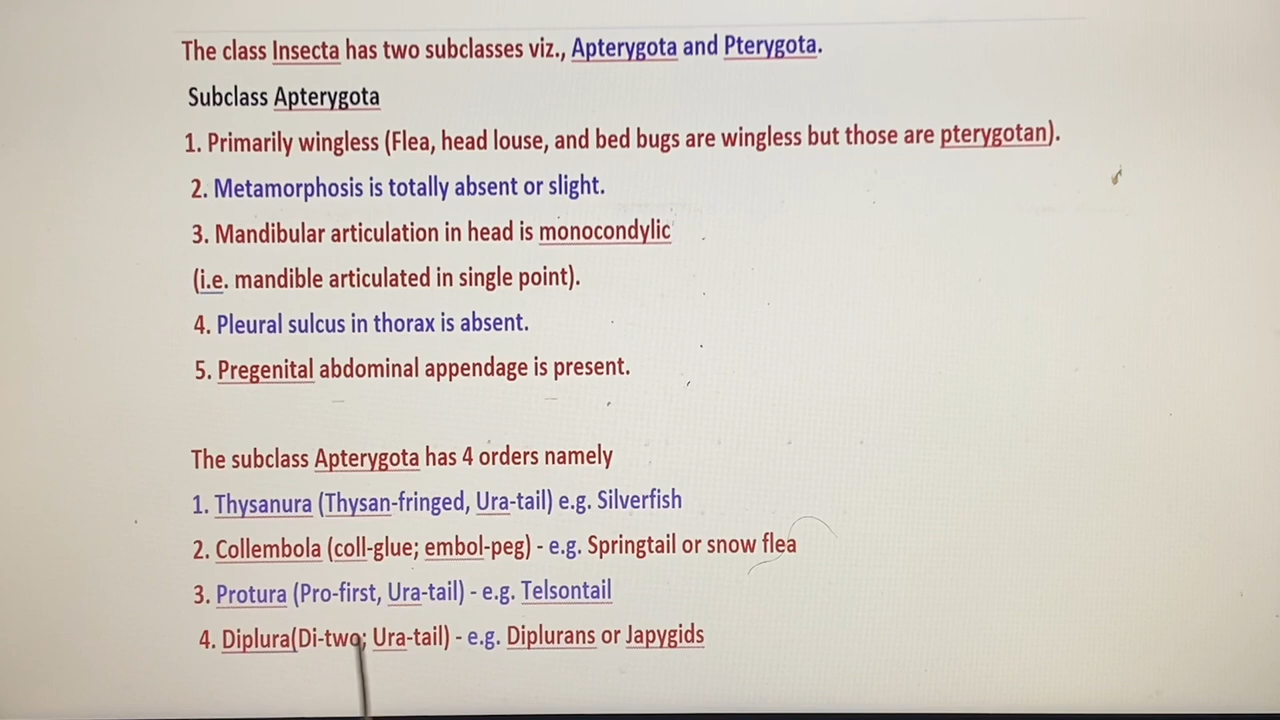 The class Insecta has two subclasses viz., Apterygota and Pterygota.
Subclass Apterygota
1. Primarily wingless (Flea, head louse, and bed bugs are wingless but those are pterygotan).
2. Metamorphosis is totally absent or slight.
3. Mandibular articulation in head is monocondylic
(i.e. mandible articulated in single point).
4. Pleural sulcus in thorax is absent.
5. Pregenital abdominal appendage is present.
The subclass Apterygota has 4 orders namely
1. Thysanura (Thysan-fringed, Ura-tail) e.g. Silverfish
2. Collembola (coll-glue; embol-peg) - e.g. Springtail or snow flea
3. Protura (Pro-first, Ura-tail) - e.g. Telsontail
4. Diplura(Di-two; Ura-tail) - e.g. Diplurans or Japygids